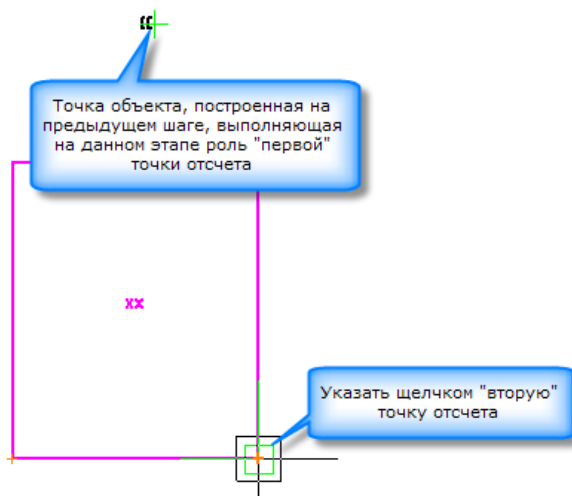 Точка объекта, построенная на
предыдущем шаге, выполняющая
на данном этапе роль "первой"
точки отсчета
Указать щелчком "вторую"
точку отсчета